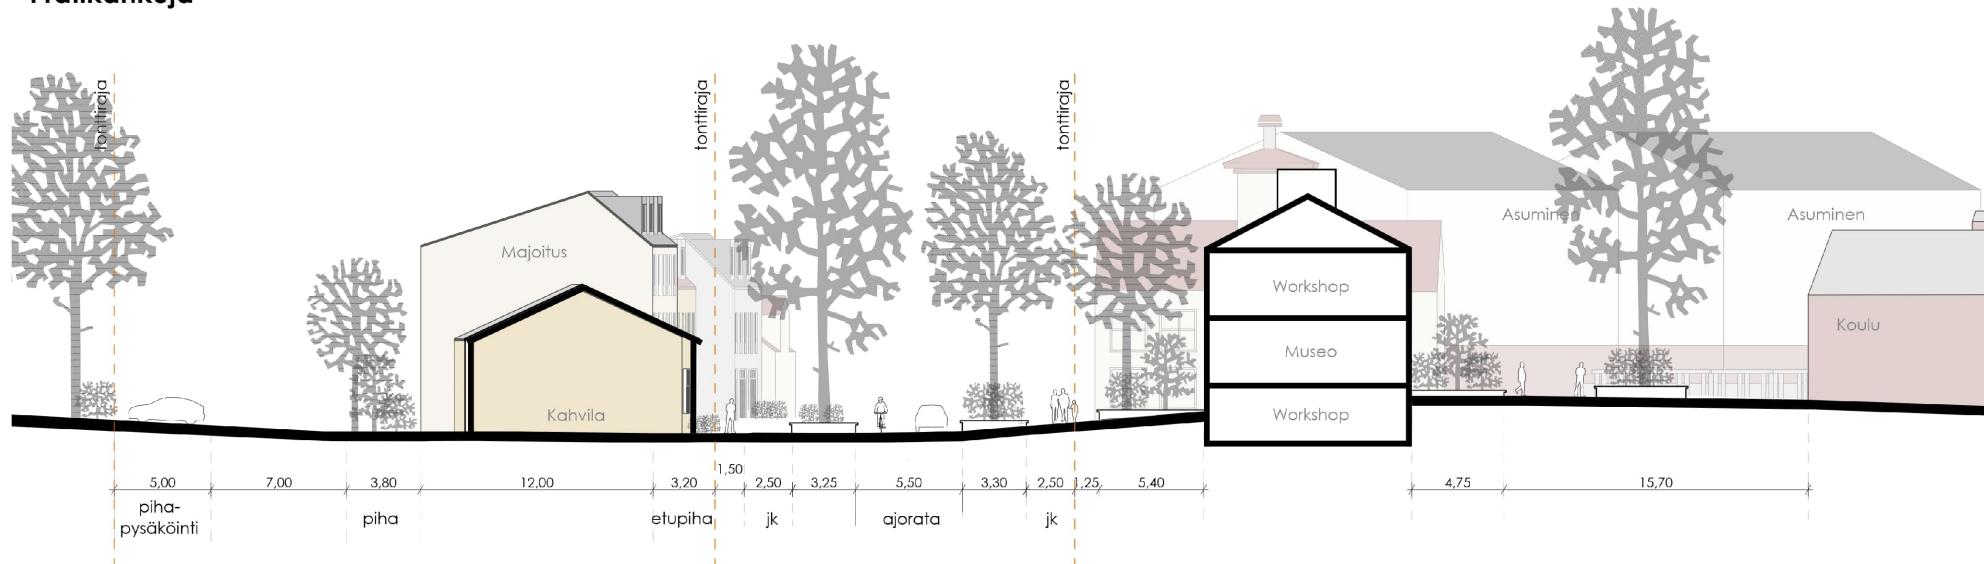 tonttiraja
tonttiraja
tonttiraja
Majoitus
Kahvila
Workshop
Museo
Workshop
Asuminen
Asuminen
Koulu
5,00
7,00
3,80
12,00
3,20
1,50
2,50
3,25
5,50
3,30
2,50
1,25
5,40
4,75
15,70
piha-
pysäköinti
piha
etupiha
jk
ajorata
jk